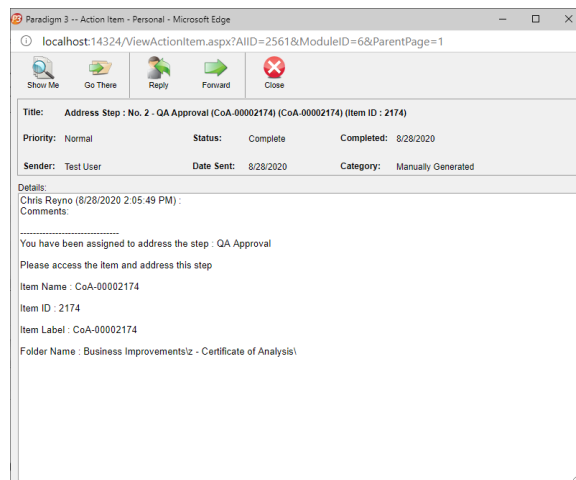 Paradigm 3 -- Action Item - Personal - Microsoft Edge
localhost:14324/ViewActionItem.aspx?AIID=2561&ModuleID=6&ParentPage=1
Show Me Go There Reply Forward Close
Title: Address Step : No. 2 - QA Approval (CoA-00002174) (CoA-00002174) (Item ID : 2174)
Priority: Normal Status: Complete Completed: 8/28/2020
Sender: Test User Date Sent: 8/28/2020 Category: Manually Generated
Details:
Chris Reyno (8/28/2020 2:05:49 PM) :
Comments:
------------------------------
You have been assigned to address the step : QA Approval
Please access the item and address this step
Item Name : CoA-00002174
Item ID : 2174
Item Label : CoA-00002174
Folder Name : Business Improvements\z - Certificate of Analysis\